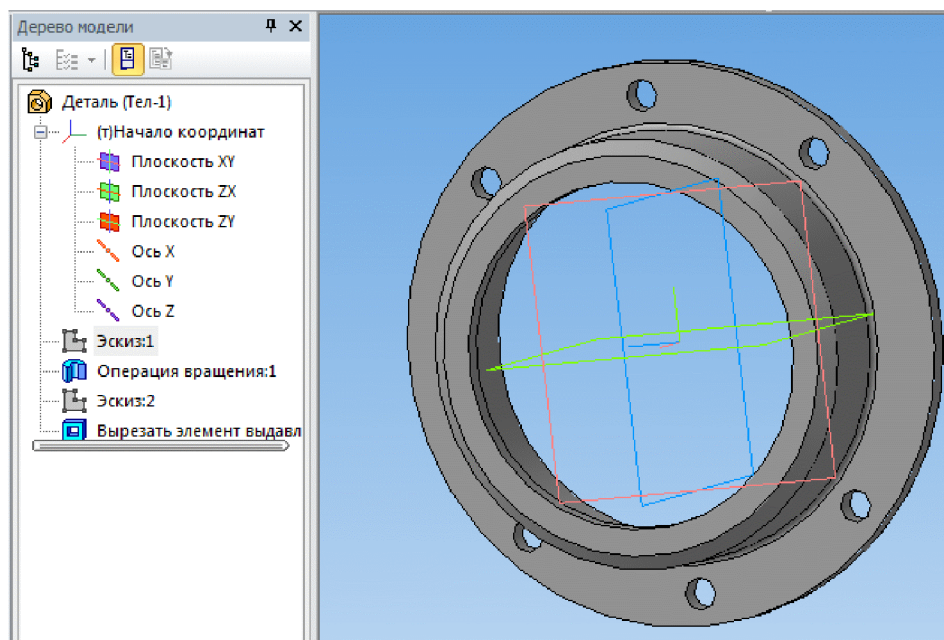 Дерево модели
Деталь (Тел-1)
(т)Начало координат
Плоскость XY
Плоскость ZX
Плоскость ZY
Ось X
Ось Y
Ось Z
Эскиз:1
Операция вращения:1
Эскиз:2
Вырезать элемент выдавл